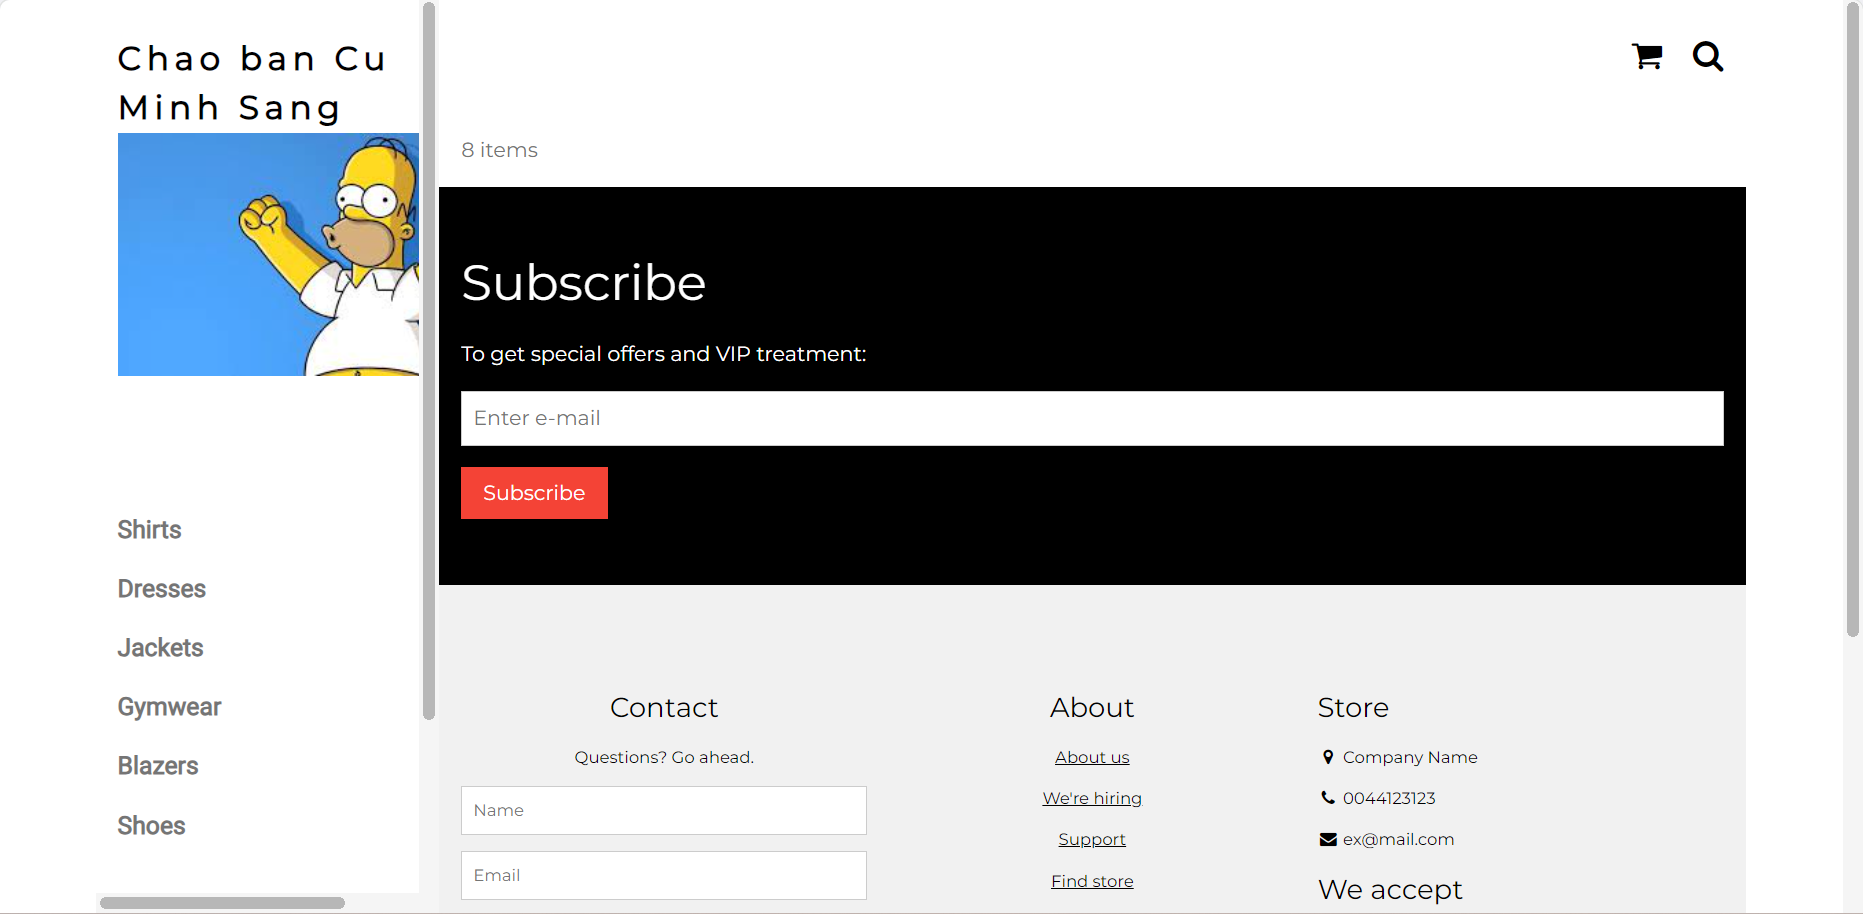 Chao ban Cu
Minh Sang
Shirts
Dresses
Jackets
Gymwear
Blazers
Shoes
8 items
Subscribe
To get special offers and VIP treatment:
Enter e-mail
Subscribe
Contact
Questions? Go ahead.
Name
Email
About
About us
We're hiring
Support
Find store
Store
Company Name
0044123123
ex@mail.com
We accept